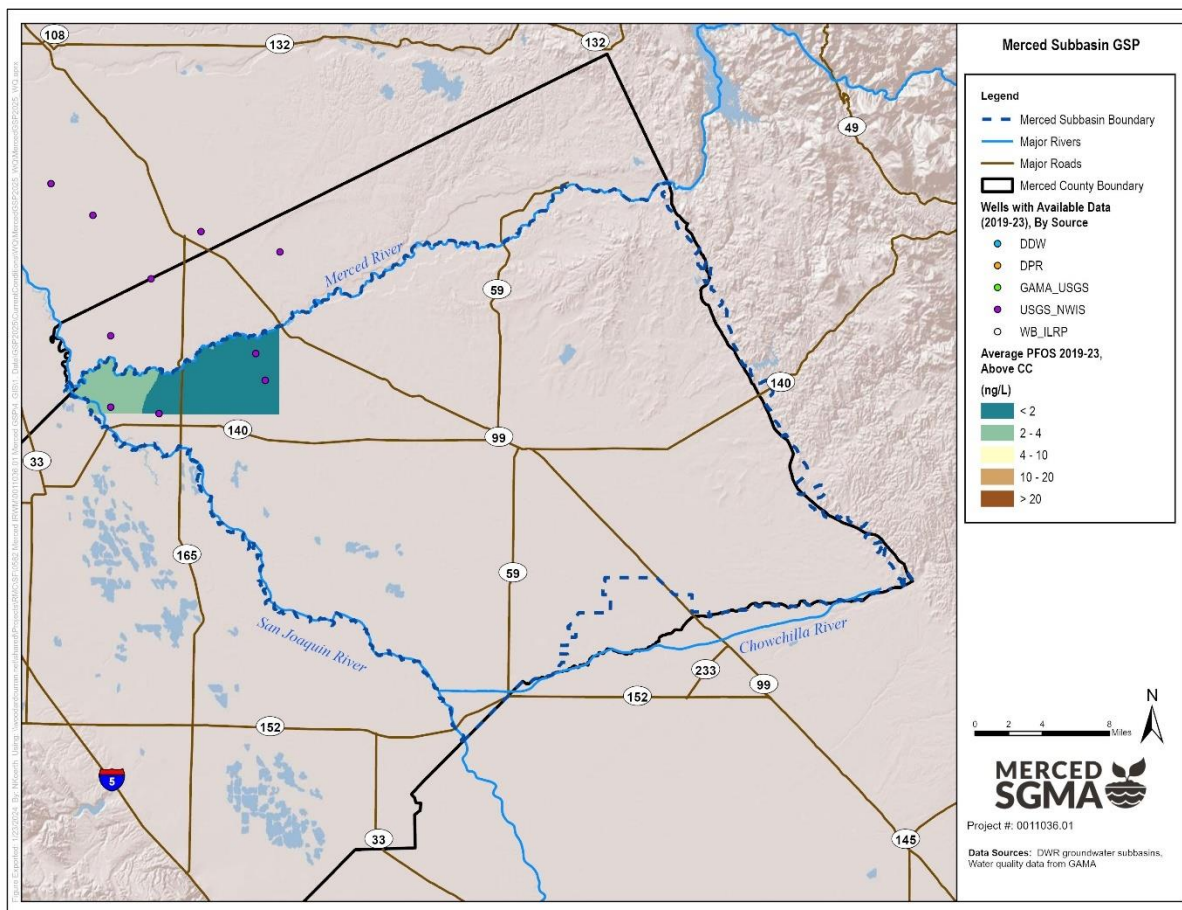 108
132
132
49
Merced River
59
140
140
99
33
165
59
San Joaquin River
Chowchilla River
233
99
152
152
5
33
145
Merced Subbasin GSP
Legend
Merced Subbasin Boundary
Major Rivers
Major Roads
Merced County Boundary
Wells with Available Data
(2019-23), By Source
DDW
DPR
GAMA_USGS
USGS_NWIS
WB_ILRP
Average PFOS 2019-23,
Above CC
(ng/L)
< 2
2 - 4
4 - 10
10 - 20
> 20
N
0 2 4 8
Miles
MERCED
SGMA
Project #: 0011036.01
Data Sources: DWR groundwater subbasins,
Water quality data from GAMA